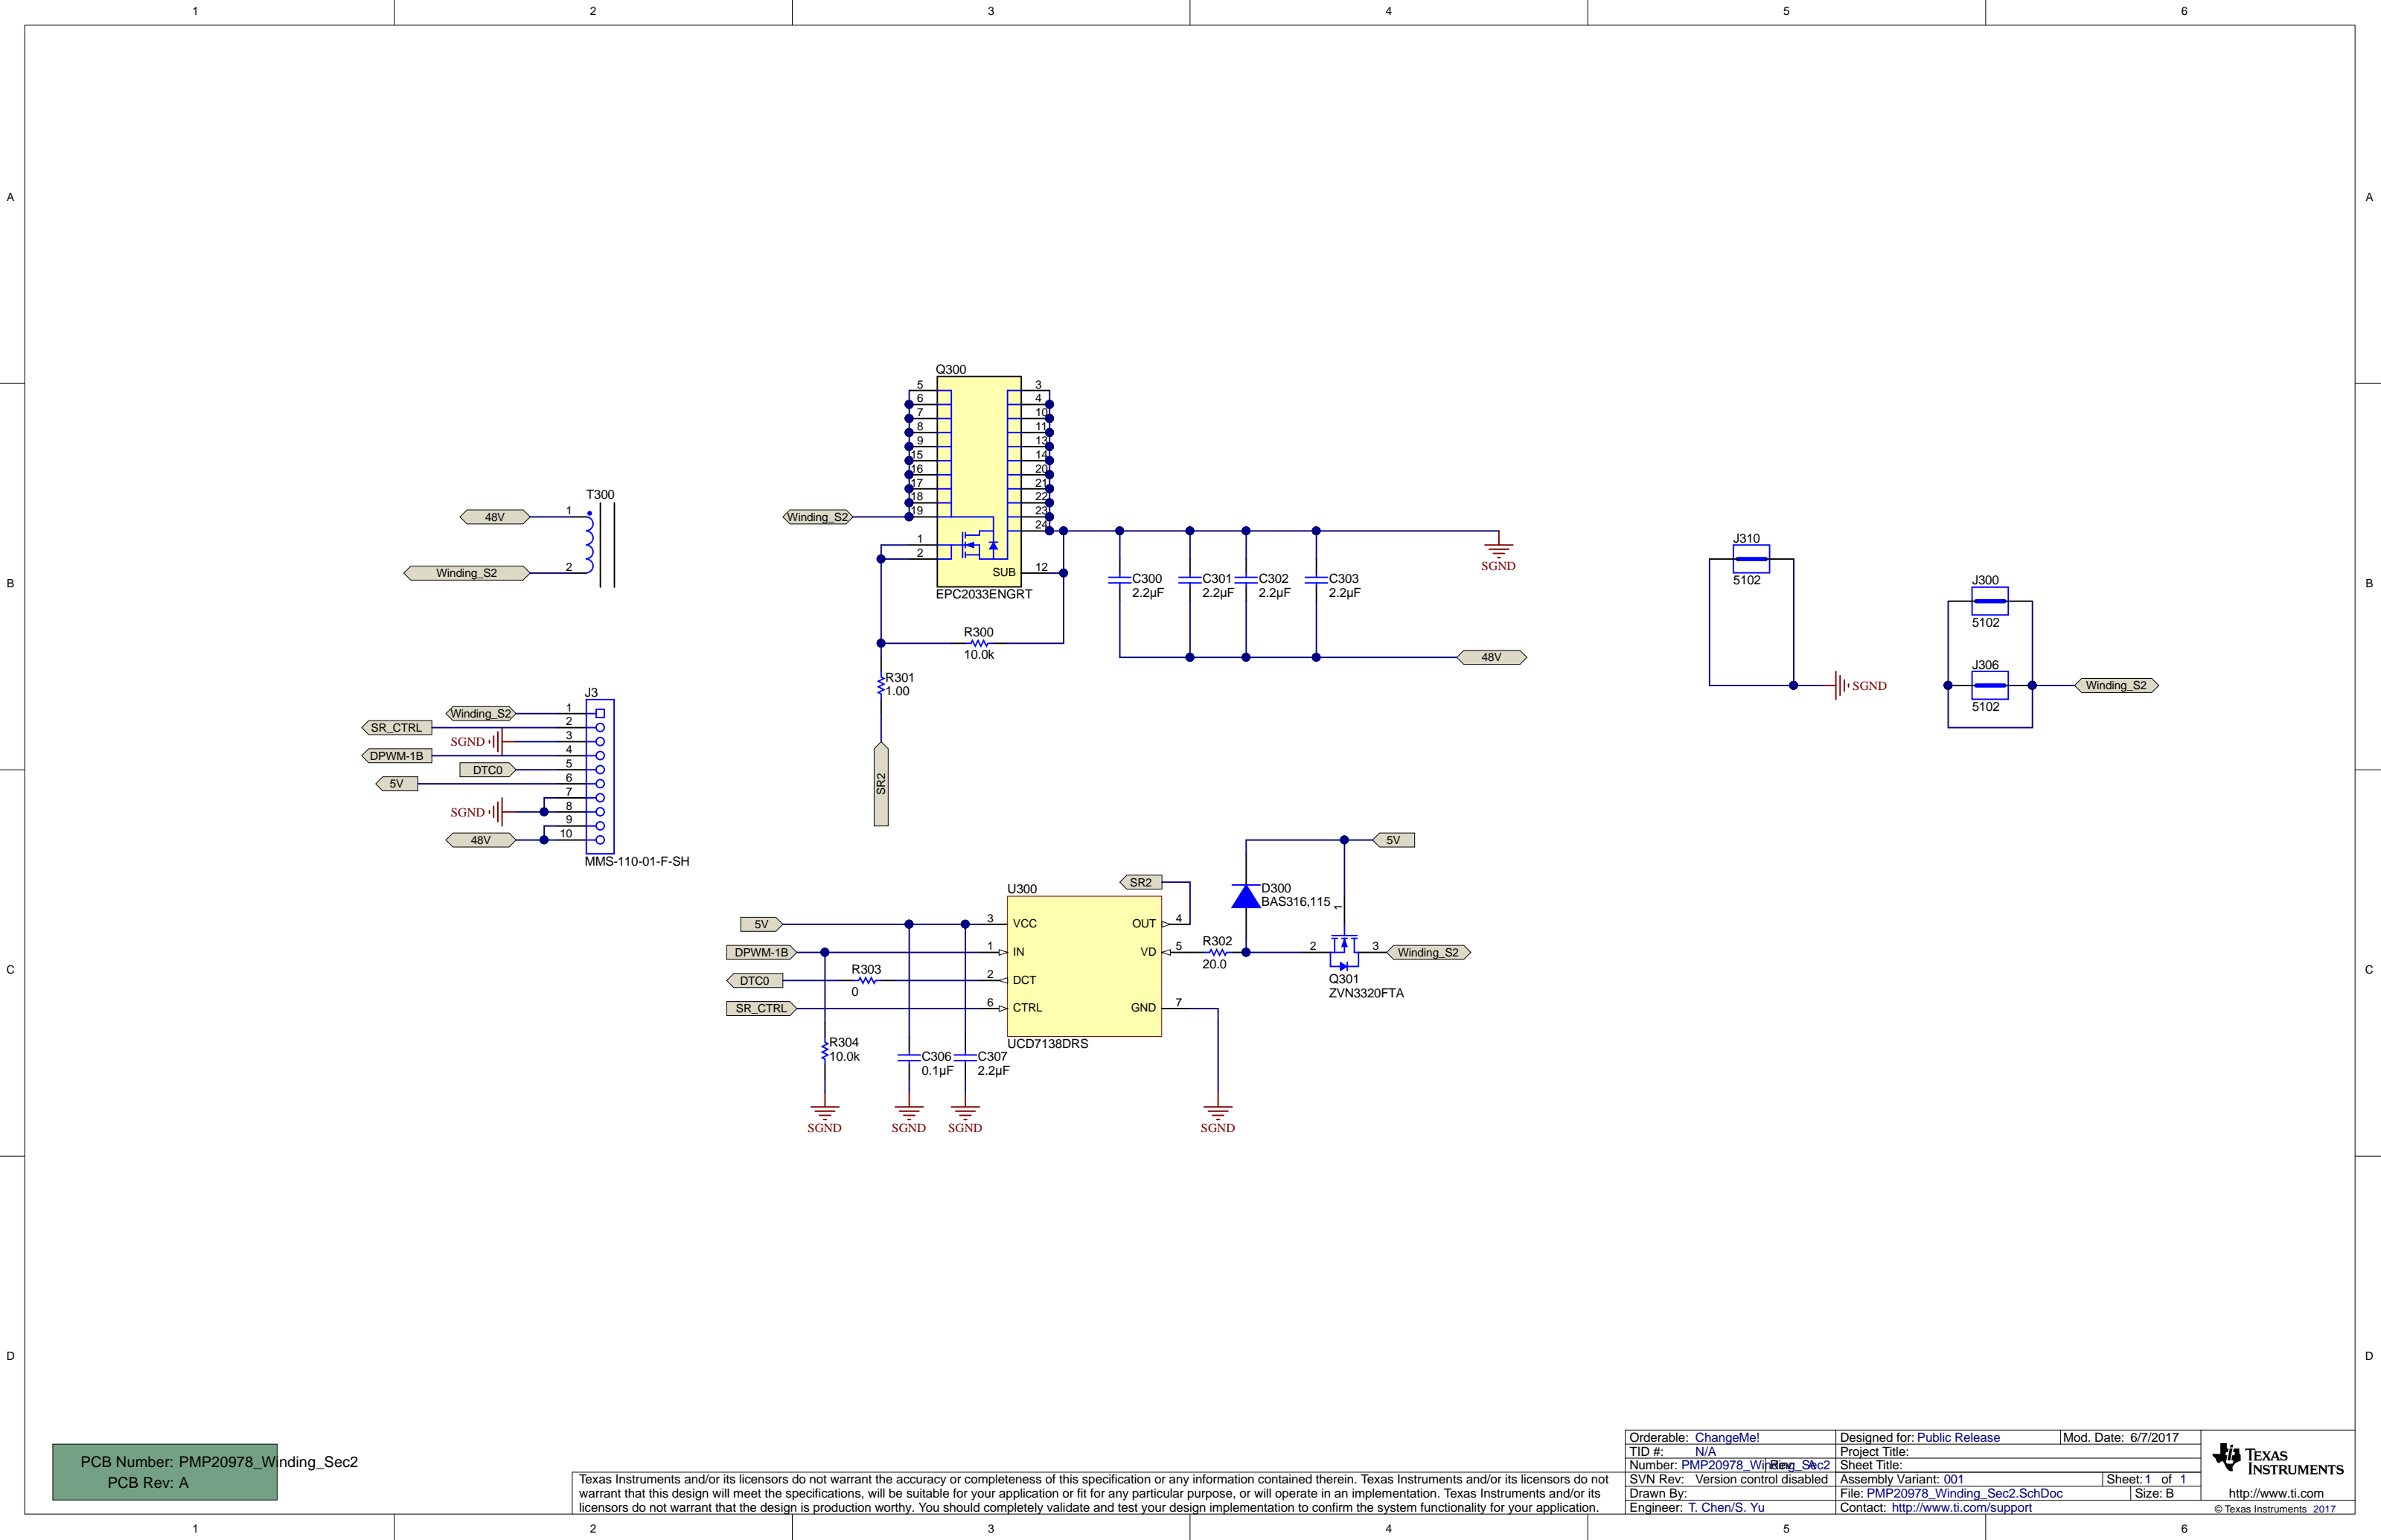 1 2 3 4 5 6
A A
Q300
5 3
6 4
7 10
8 11
9 13
15 14
16 20
17 21
18 22
Winding_S2 19 23
24
1
2
SUB 12
EPC2033ENGRT
SGND
T300
48V 1
Winding_S2 2
C300
2.2µF
C301
2.2µF
C302
2.2µF
C303
2.2µF
48V
R300
10.0k
R301
1.00
SR2
J310
5102
SGND
J300
5102
J306
5102
Winding_S2
B B
J3
Winding_S2 1
SR_CTRL 2
SGND 3
DPWM-1B 4
DTC0 5
5V 6
7
SGND 8
9
48V 10
MMS-110-01-F-SH
5V
SR2
D300
BAS316,115
1
U300
5V 3 VCC OUT 4
DPWM-1B 1 IN VD 5
R302
20.0
2 3 Winding_S2
Q301
ZVN3320FTA
R303
0
DTC0 2 DCT
SR_CTRL 6 CTRL GND 7
UCD7138DRS
R304
10.0k
C306
0.1µF
C307
2.2µF
SGND SGND SGND SGND
C C
D D
PCB Number: PMP20978_Winding_Sec2
PCB Rev: A
Texas Instruments and/or its licensors do not warrant the accuracy or completeness of this specification or any information contained therein. Texas Instruments and/or its licensors do not
warrant that this design will meet the specifications, will be suitable for your application or fit for any particular purpose, or will operate in an implementation. Texas Instruments and/or its
licensors do not warrant that the design is production worthy. You should completely validate and test your design implementation to confirm the system functionality for your application.
Orderable: ChangeMe! Designed for: Public Release Mod. Date: 6/7/2017
TID #: N/A Project Title:
Number: PMP20978_Winding_Sec2 Rev: A Sheet Title:
SVN Rev: Version control disabled Assembly Variant: 001 Sheet: 1 of 1
Drawn By: File: PMP20978_Winding_Sec2.SchDoc Size: B
Engineer: T. Chen/S. Yu Contact: http://www.ti.com/support
TEXAS INSTRUMENTS
http://www.ti.com
© Texas Instruments 2017
1 2 3 4 5 6